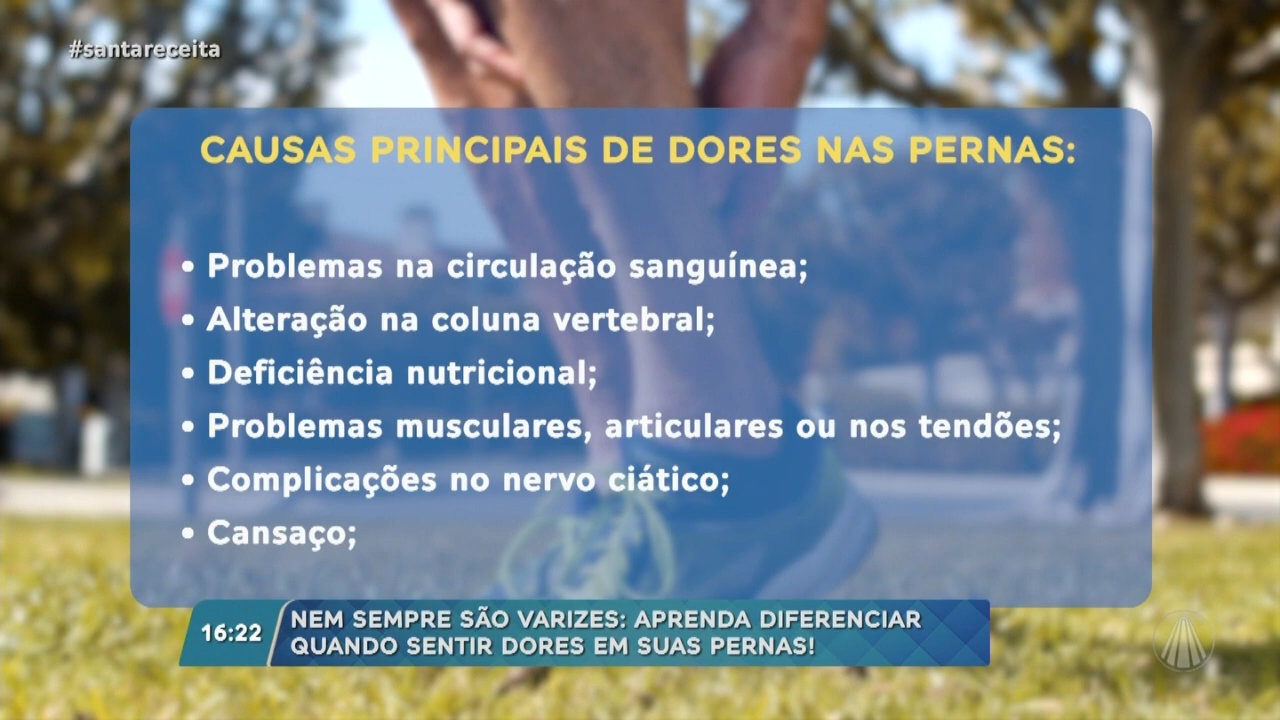 #santareceita
CAUSAS PRINCIPAIS DE DORES NAS PERNAS:
• Problemas na circulação sanguínea;
• Alteração na coluna vertebral;
• Deficiência nutricional;
• Problemas musculares, articulares ou nos tendões;
• Complicações no nervo ciático;
• Cansaço;
16:22
NEM SEMPRE SÃO VARIZES: APRENDA DIFERENCIAR
QUANDO SENTIR DORES EM SUAS PERNAS!